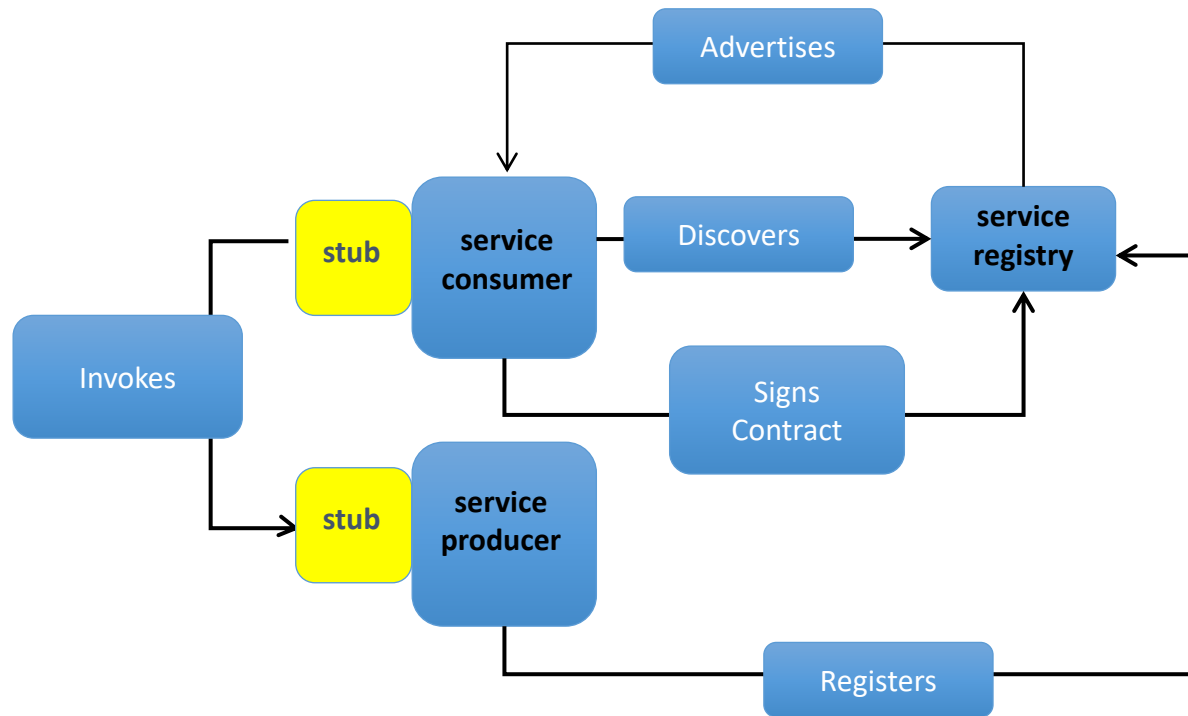 Advertises
stub
service
consumer
Discovers
service
registry
Invokes
Signs
Contract
stub
service
producer
Registers